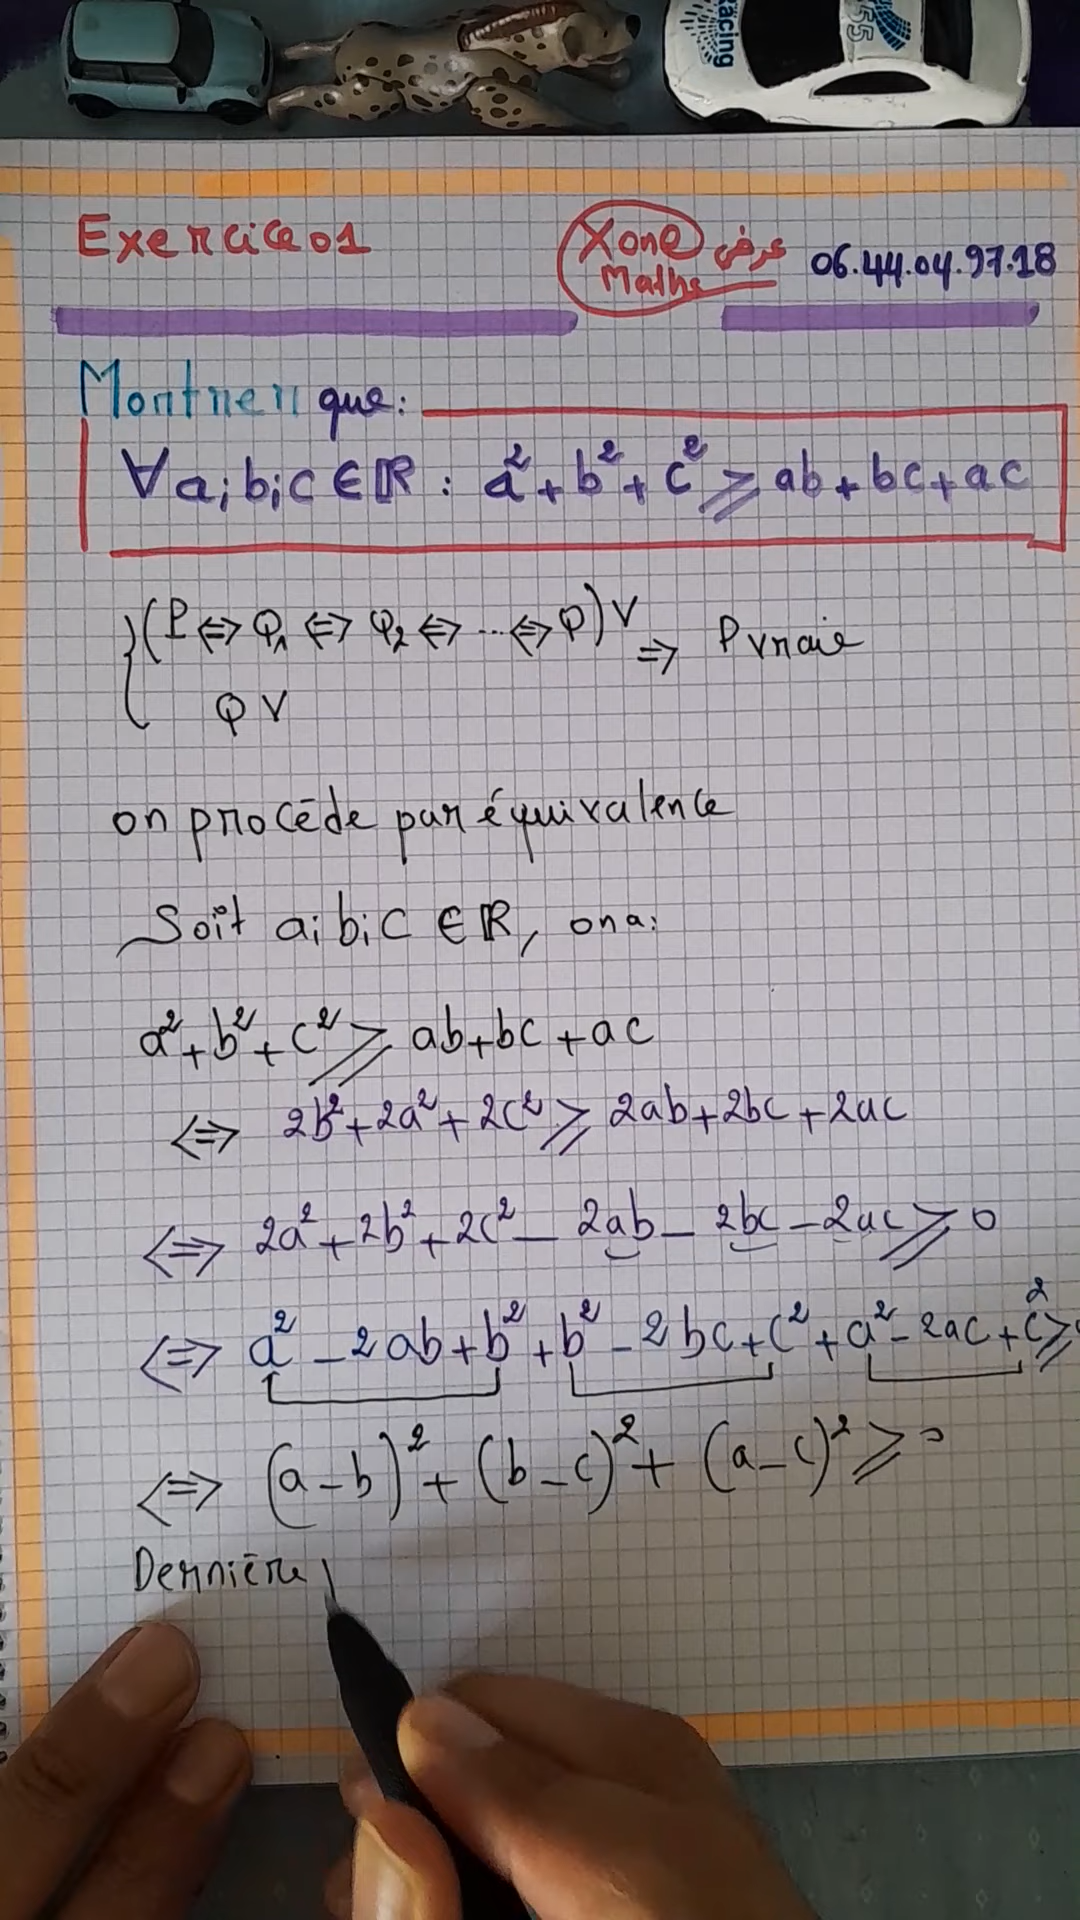 Racing
55
Exercice 01
Xone Maths عرض 06.44.04.97.18
Montrer que:
∀a;b;c∈ℝ: a²+b²+c²⩾ab+bc+ac
{(P⇔Q₁⇔Q₂⇔...⇔Q)V ⇒ P vraie
QV
on procède par équivalence
Soit a;b;c∈ℝ, on a:
a²+b²+c²⩾ab+bc+ac
⇔ 2b²+2a²+2c²⩾2ab+2bc+2ac
⇔ 2a²+2b²+2c²-2ab-2bc-2ac⩾0
⇔ a²-2ab+b²+b²-2bc+c²+a²-2ac+c²⩾0
⇔ (a-b)²+(b-c)²+(a-c)²⩾0
Dernière